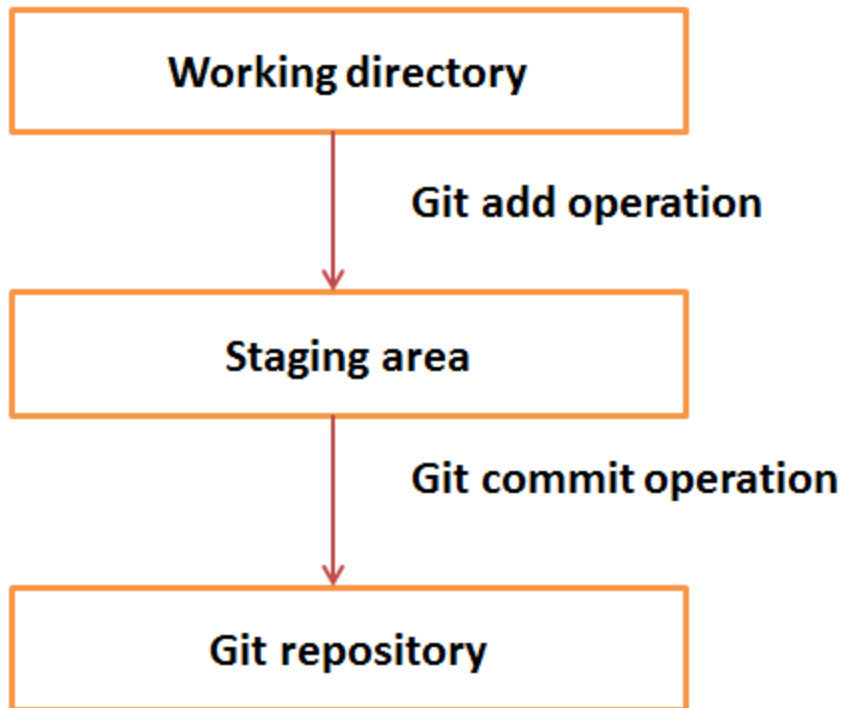 Working directory
Git add operation
Staging area
Git commit operation
Git repository